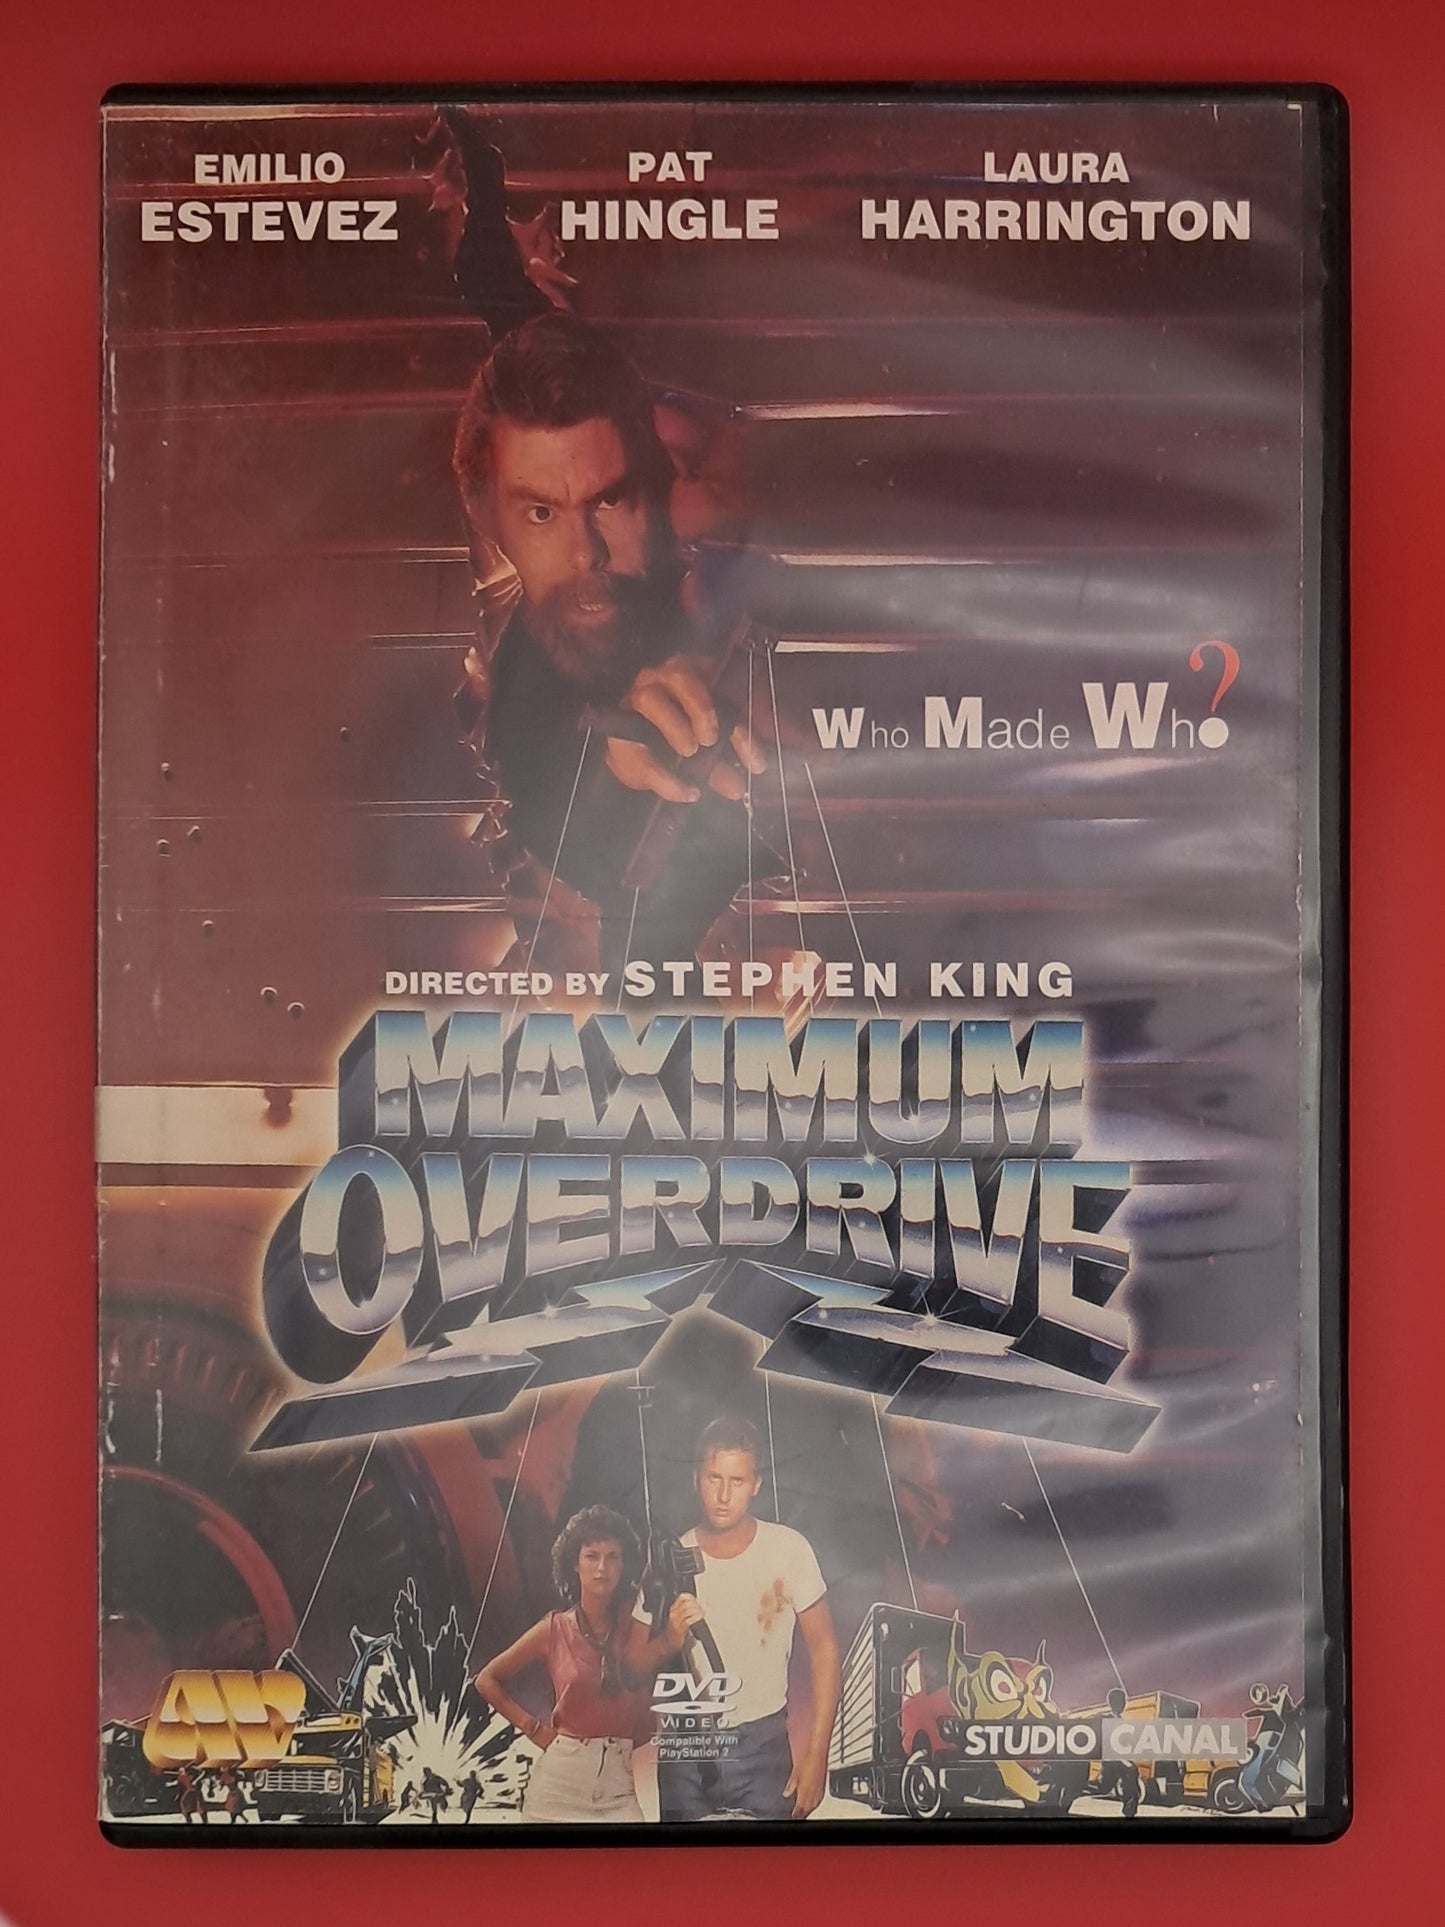 EMILIO ESTEVEZ
PAT HINGLE
LAURA HARRINGTON
Who Made Who?
DIRECTED BY STEPHEN KING
MAXIMUM
OVERDRIVE
DVD
VIDEO
Compatible With
PlayStation 2
STUDIO CANAL